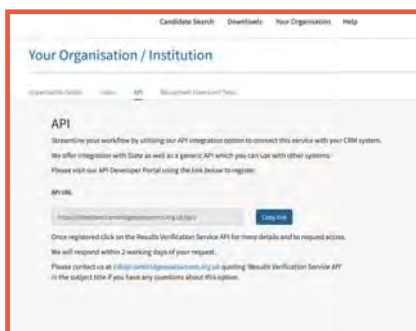 Candidate Search Downloads Your Organisation Help
Your Organisation / Institution
API
API
Streamline your workflow by utilising our API integration option to connect this service with your CRM system.
We offer integration with Slate as well as a generic API which you can use with other systems.
Please visit our API Developer Portal using the link below to register.
API URL
Copy link
Once registered click on the Results Verification Service API for more details and to request access.
We will respond within 2 working days of your request.
Please contact us at quoting 'Results Verification Service API'
in the subject title if you have any questions about this option.